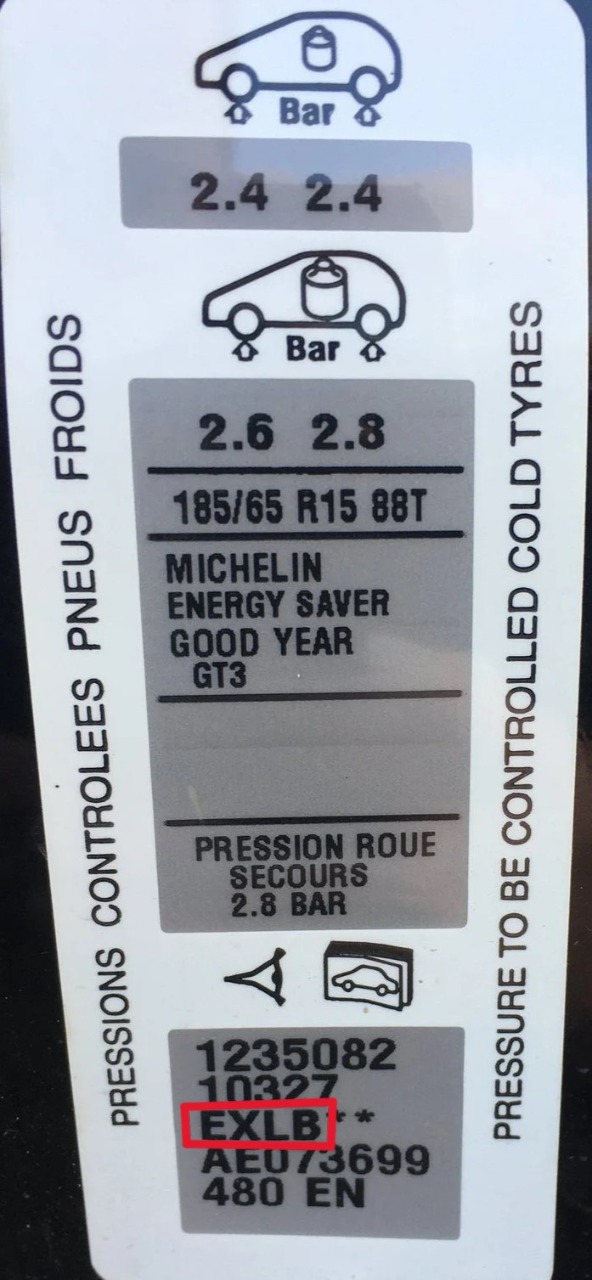 Bar
2.4 2.4
Bar
2.6 2.8
185/65 R15 88T
MICHELIN
ENERGY SAVER
GOOD YEAR
GT3
PRESSION ROUE
SECOURS
2.8 BAR
1235082
10327
EXLB**
AE073699
480 EN
PRESSIONS CONTROLEES PNEUS FROIDS
PRESSURE TO BE CONTROLLED COLD TYRES